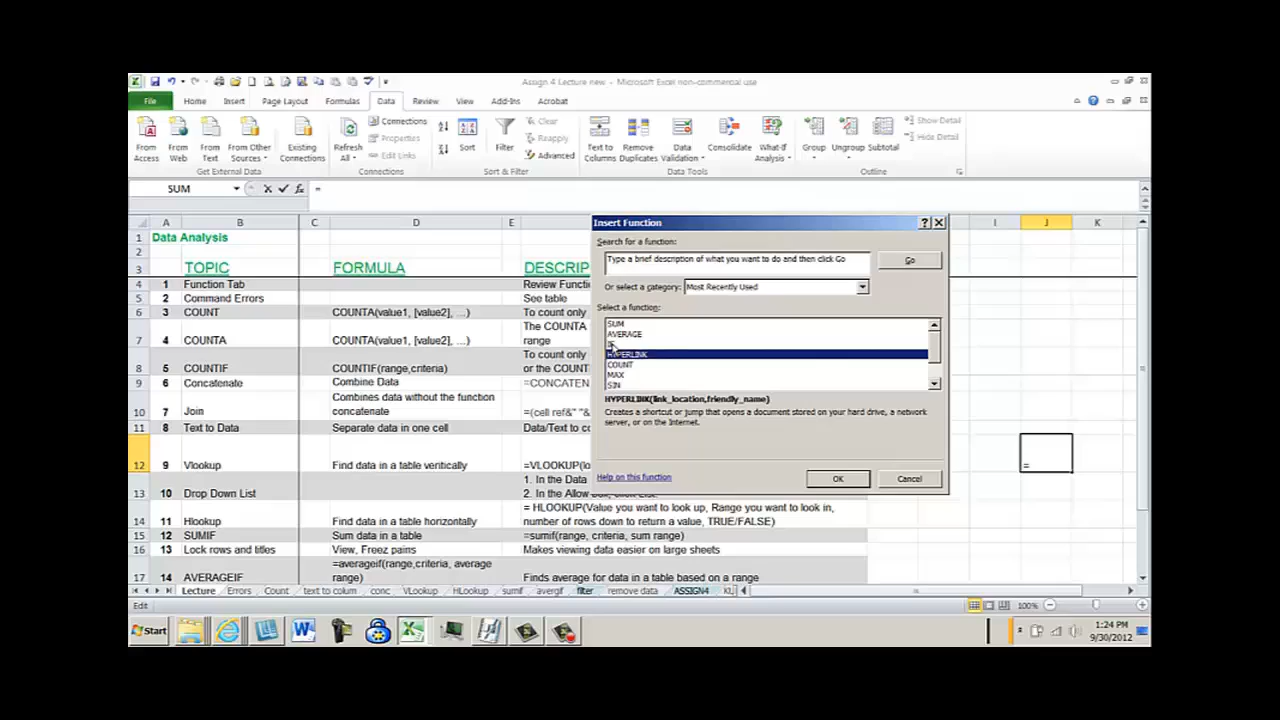 Assign 4 Lecture new - Microsoft Excel non-commercial use
File Home Insert Page Layout Formulas Data Review View Add-Ins Acrobat
From Access From Web From Text From Other Sources Existing Connections Refresh All Connections Properties Edit Links Sort Filter Clear Reapply Advanced Text to Columns Remove Duplicates Data Validation Consolidate What-If Analysis Group Ungroup Subtotal Show Detail Hide Detail
Get External Data Connections Sort & Filter Data Tools Outline
SUM fx =
A B C D E I J K
1 Data Analysis
2
3 TOPIC FORMULA DESCRIP
4 1 Function Tab Review Functi
5 2 Command Errors See table
6 3 COUNT COUNTA(value1, [value2], ...) To count only
7 4 COUNTA COUNTA(value1, [value2], ...) The COUNTA range
8 5 COUNTIF COUNTIF(range,criteria) To count only or the COUNT
9 6 Concatenate Combine Data =CONCATEN
10 7 Join Combines data without the function concatenate =(cell ref&" "&
11 8 Text to Data Separate data in one cell Data/Text to co
12 9 Vlookup Find data in a table vertically =VLOOKUP(lo =
13 10 Drop Down List 1. In the Data 2. In the Allow box, click List.
14 11 Hlookup Find data in a table horizontally = HLOOKUP(Value you want to look up, Range you want to look in, number of rows down to return a value, TRUE/FALSE)
15 12 SUMIF Sum data in a table =sumif(range, criteria, sum range)
16 13 Lock rows and titles View, Freez pains Makes viewing data easier on large sheets
17 14 AVERAGEIF =averageif(range,criteria, average range) Finds average for data in a table based on a range
Insert Function
Search for a function:
Type a brief description of what you want to do and then click Go
Go
Or select a category: Most Recently Used
Select a function:
SUM
AVERAGE
IF
HYPERLINK
COUNT
MAX
SIN
HYPERLINK(link_location,friendly_name)
Creates a shortcut or jump that opens a document stored on your hard drive, a network
server, or on the Internet.
Help on this function OK Cancel
Lecture Errors Count text to colum conc VLookup HLookup sumif avergif filter remove data ASSIGN4
Edit 100%
Start 1:24 PM
9/30/2012